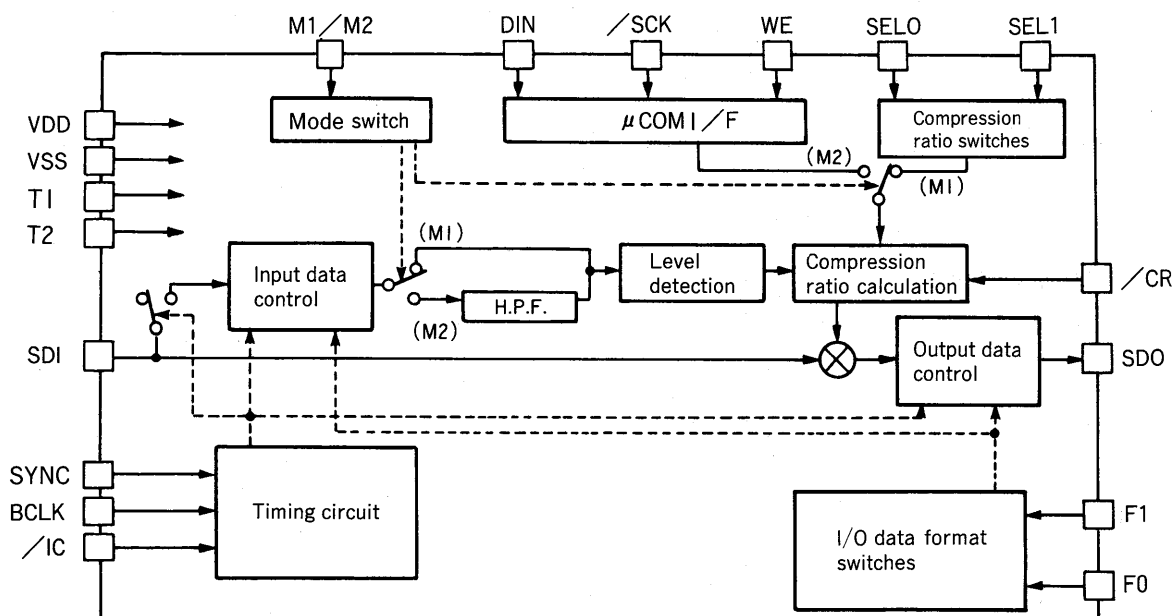 M1／M2
DIN
／SCK
WE
SEL0
SEL1
VDD
VSS
T1
T2
Mode switch
μCOMI／F
Compression
ratio switches
(M2)
(M1)
(M1)
Input data
control
H.P.F.
(M2)
Level
detection
Compression
ratio calculation
／CR
SDI
Output data
control
SDO
SYNC
BCLK
／IC
Timing circuit
I/O data format
switches
F1
F0